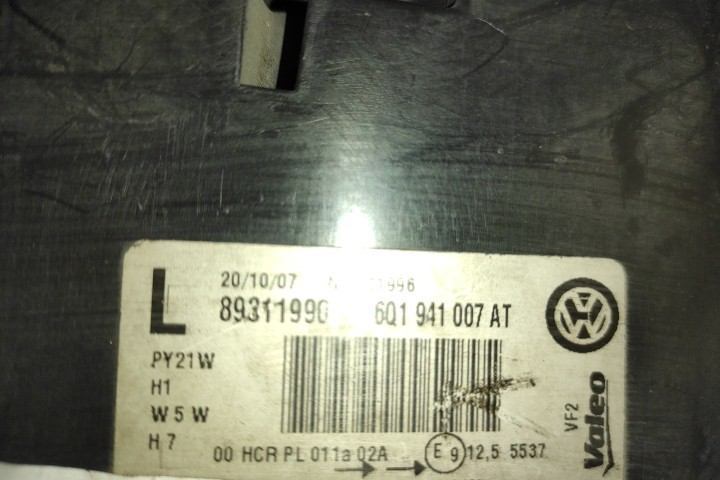 L
20/10/07
89311990 6Q1 941 007 AT
PY21W
H1
W5W
H7
00 HCR PL 011a 02A E 9 12,5 5537
VF2
Valeo